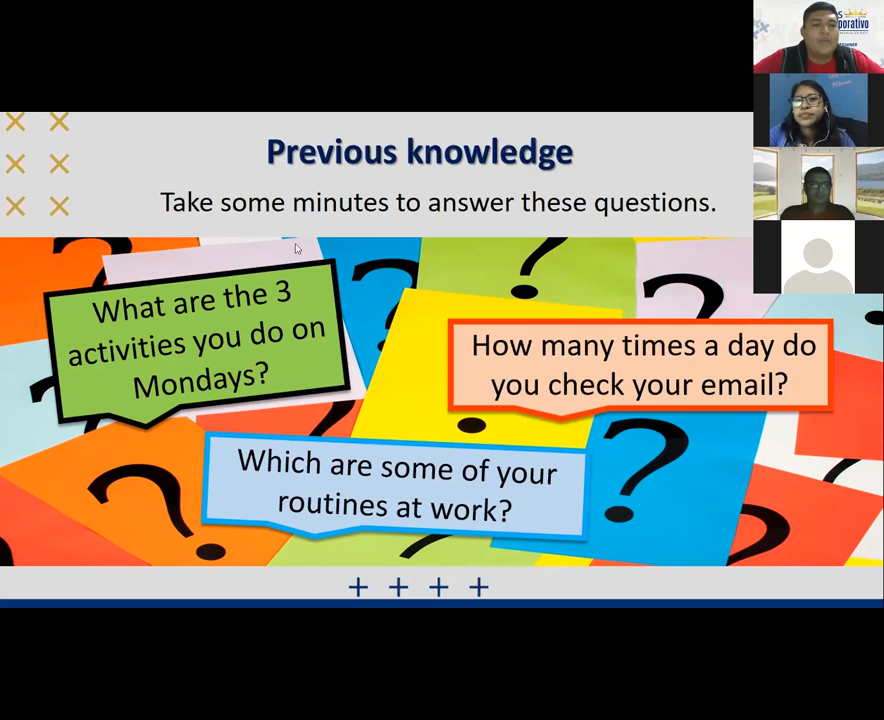 Previous knowledge
Take some minutes to answer these questions.
What are the 3
activities you do on
Mondays?
How many times a day do
you check your email?
Which are some of your
routines at work?